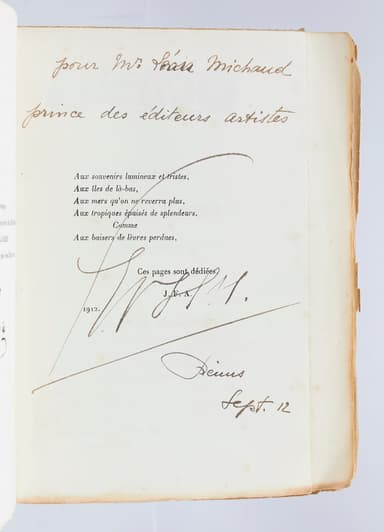 pour Mr Michaud
prince des éditeurs artistes
Aux souvenirs lumineux et tristes,
Aux îles de là-bas,
Aux mers qu'on ne reverra plus,
Aux tropiques épaisés de splendeurs.
Comme
Aux baisers de lèvres perdues,
Ces pages sont dédiées
J. F. A.
1912.
Sept. 12